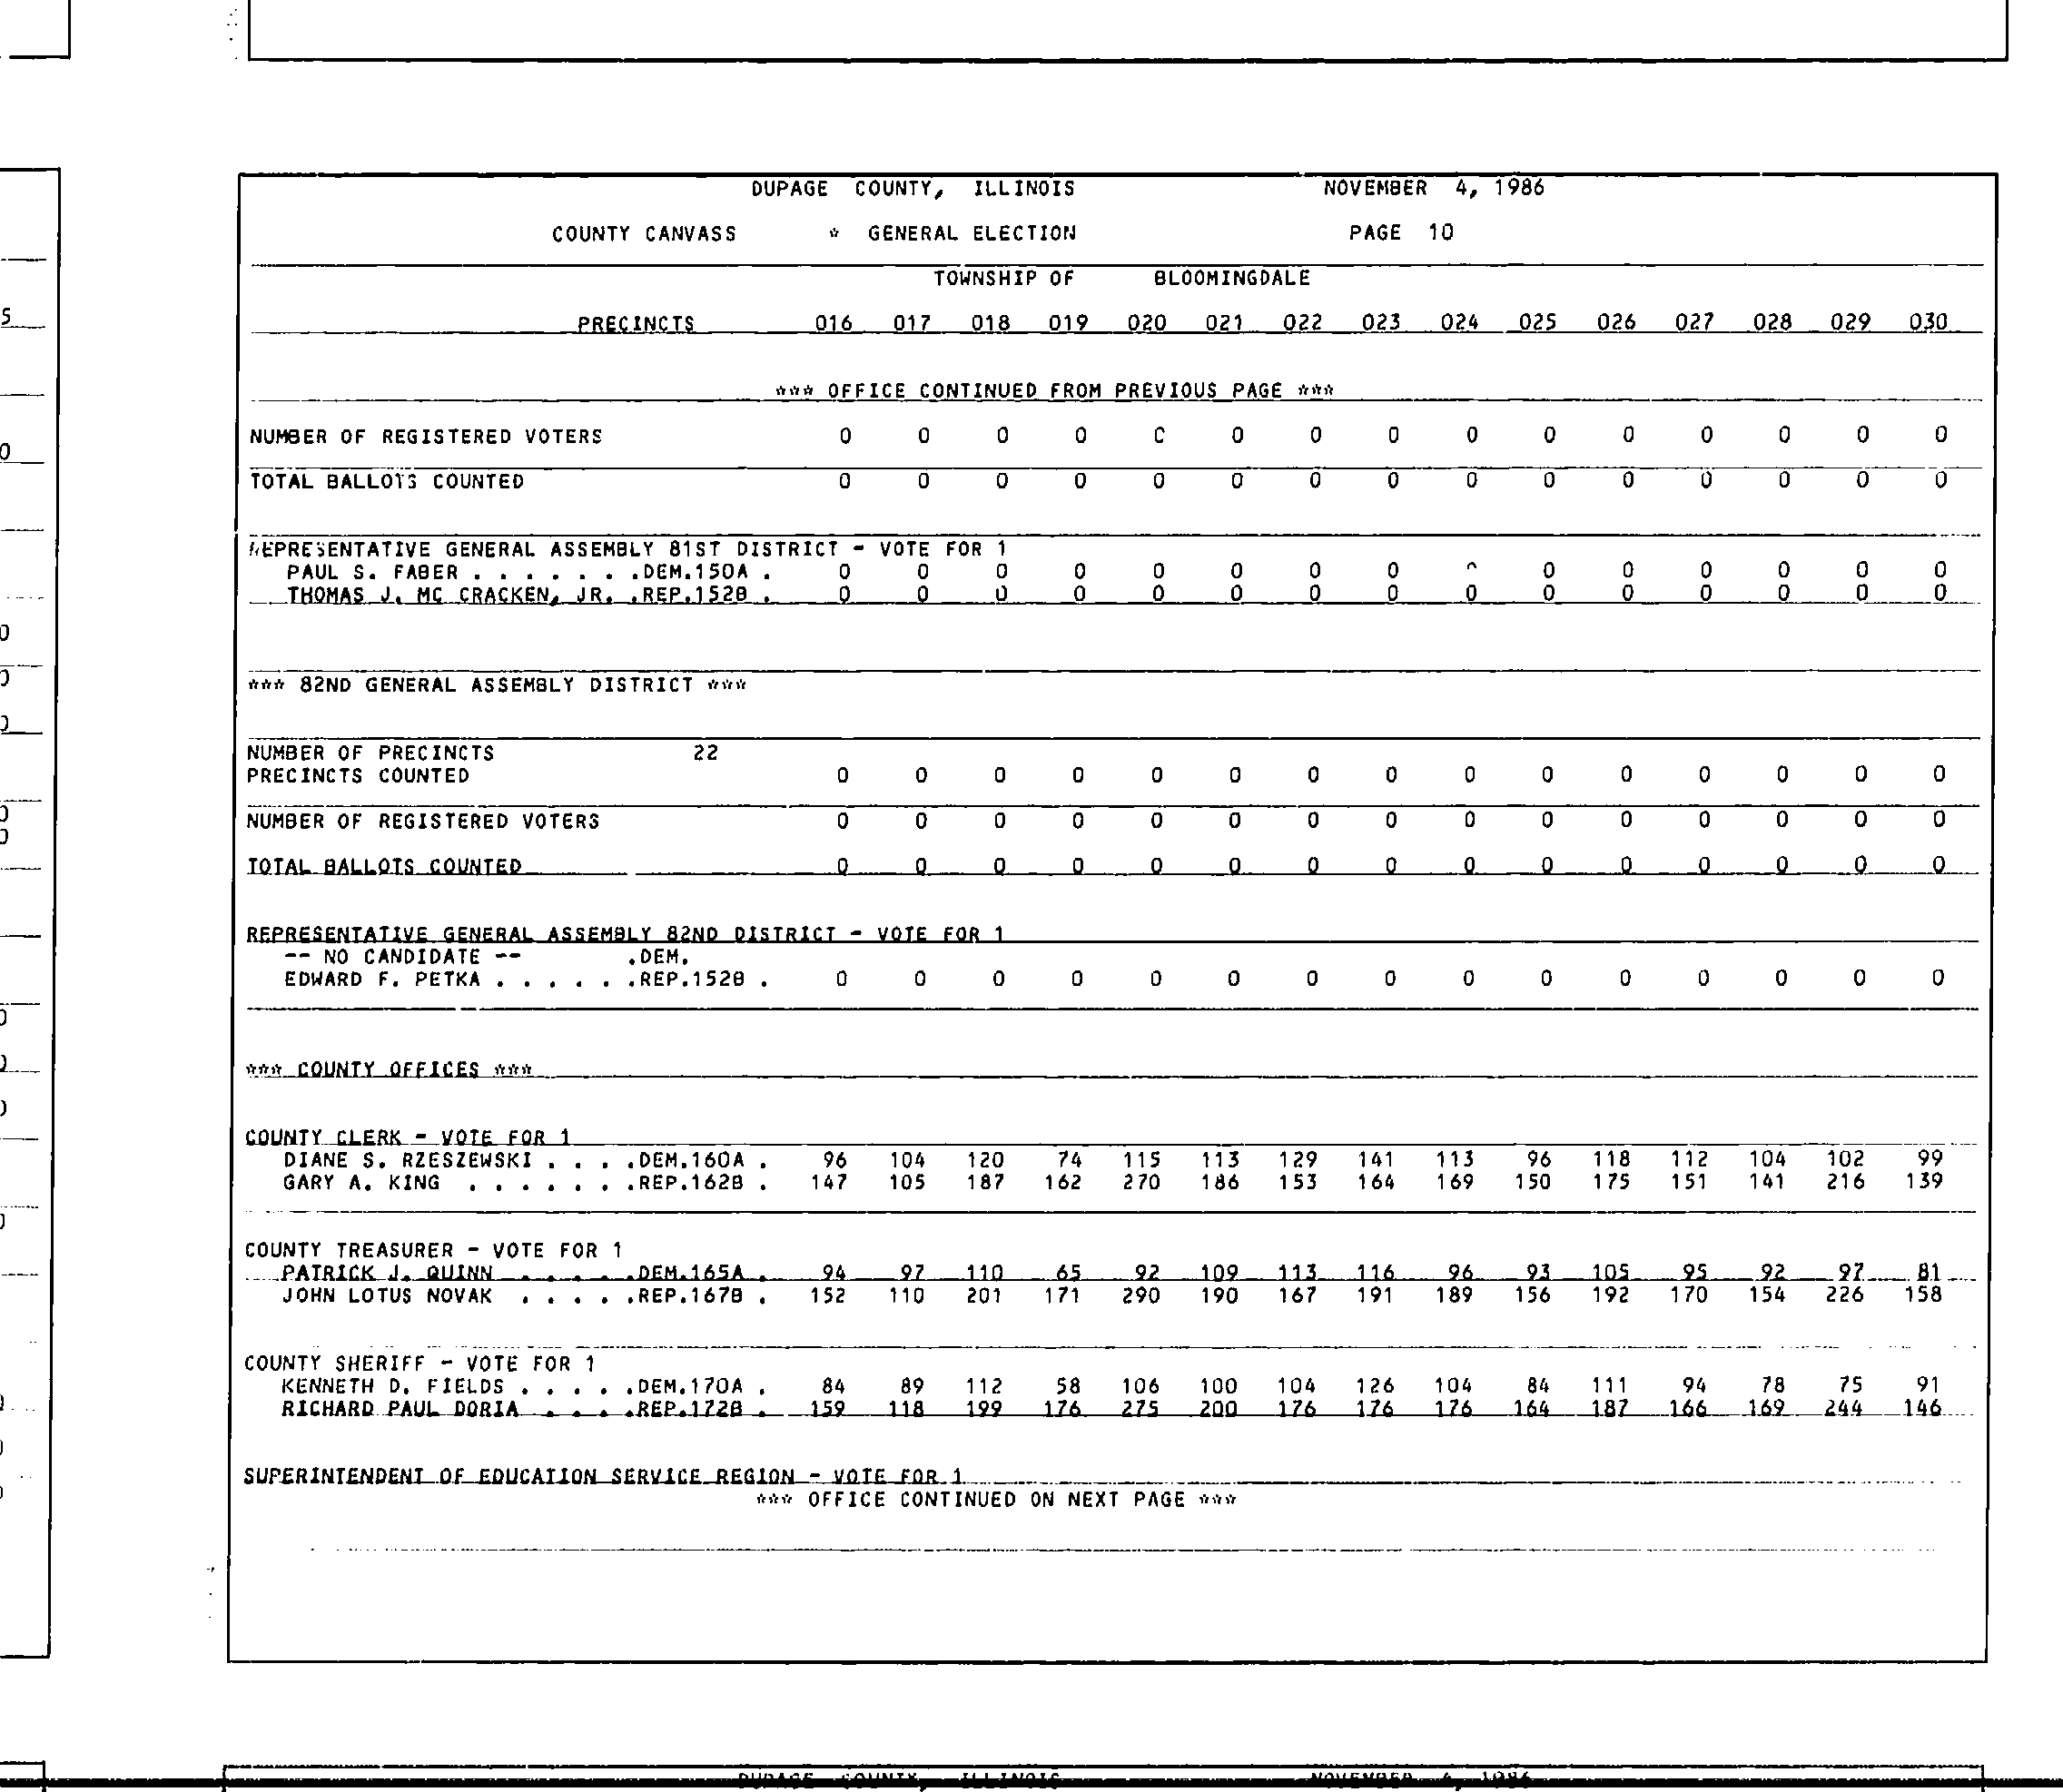 DUPAGE COUNTY, ILLINOIS NOVEMBER 4, 1986
COUNTY CANVASS * GENERAL ELECTION PAGE 10
TOWNSHIP OF BLOOMINGDALE
PRECINCTS 016 017 018 019 020 021 022 023 024 025 026 027 028 029 030
*** OFFICE CONTINUED FROM PREVIOUS PAGE ***
NUMBER OF REGISTERED VOTERS 0 0 0 0 0 0 0 0 0 0 0 0 0 0 0
TOTAL BALLOTS COUNTED 0 0 0 0 0 0 0 0 0 0 0 0 0 0 0
REPRESENTATIVE GENERAL ASSEMBLY 81ST DISTRICT - VOTE FOR 1
PAUL S. FABER . . . . . . .DEM.150A . 0 0 0 0 0 0 0 0 0 0 0 0 0 0
THOMAS J. MC CRACKEN, JR. .REP.152B . 0 0 0 0 0 0 0 0 0 0 0 0 0 0 0
*** 82ND GENERAL ASSEMBLY DISTRICT ***
NUMBER OF PRECINCTS 22
PRECINCTS COUNTED 0 0 0 0 0 0 0 0 0 0 0 0 0 0 0
NUMBER OF REGISTERED VOTERS 0 0 0 0 0 0 0 0 0 0 0 0 0 0 0
TOTAL BALLOTS COUNTED 0 0 0 0 0 0 0 0 0 0 0 0 0 0 0
REPRESENTATIVE GENERAL ASSEMBLY 82ND DISTRICT - VOTE FOR 1
-- NO CANDIDATE -- .DEM.
EDWARD F. PETKA . . . . . .REP.152B . 0 0 0 0 0 0 0 0 0 0 0 0 0 0 0
*** COUNTY OFFICES ***
COUNTY CLERK - VOTE FOR 1
DIANE S. RZESZEWSKI . . . .DEM.160A . 96 104 120 74 115 113 129 141 113 96 118 112 104 102 99
GARY A. KING . . . . . . .REP.162B . 147 105 187 162 270 186 153 164 169 150 175 151 141 216 139
COUNTY TREASURER - VOTE FOR 1
PATRICK J. QUINN . . . . . .DEM.165A . 94 97 110 65 92 109 113 116 96 93 105 95 92 97 81
JOHN LOTUS NOVAK . . . . .REP.167B . 152 110 201 171 290 190 167 191 189 156 192 170 154 226 158
COUNTY SHERIFF - VOTE FOR 1
KENNETH D. FIELDS . . . . .DEM.170A . 84 89 112 58 106 100 104 126 104 84 111 94 78 75 91
RICHARD PAUL DORIA . . . .REP.172B . 159 118 199 176 275 200 176 176 176 164 187 166 169 244 146
SUPERINTENDENT OF EDUCATION SERVICE REGION - VOTE FOR 1
*** OFFICE CONTINUED ON NEXT PAGE ***
DUPAGE COUNTY, ILLINOIS NOVEMBER 4, 1986